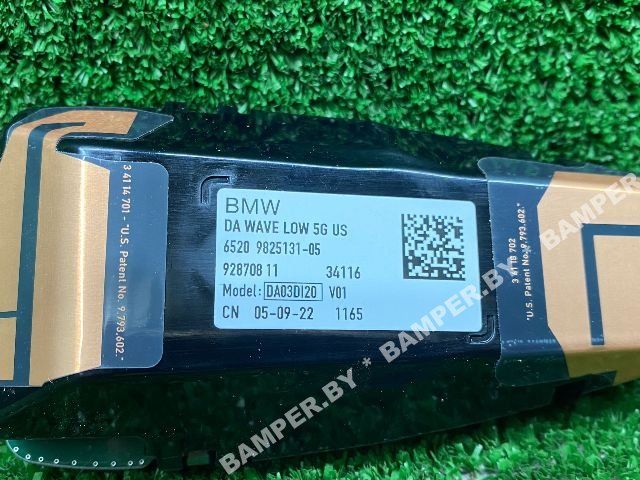 BMW
DA WAVE LOW 5G US
6520 9825131-05
928708 11 34116
Model: DA03DI20 V01
CN 05-09-22 1165
3 4114 701 - "U.S.
Patent No. 9.793.602."
3 4118 702
"U.S. Patent No. 9.793.602."
BAMPER.BY * BAMPER.BY * BAMPER.BY